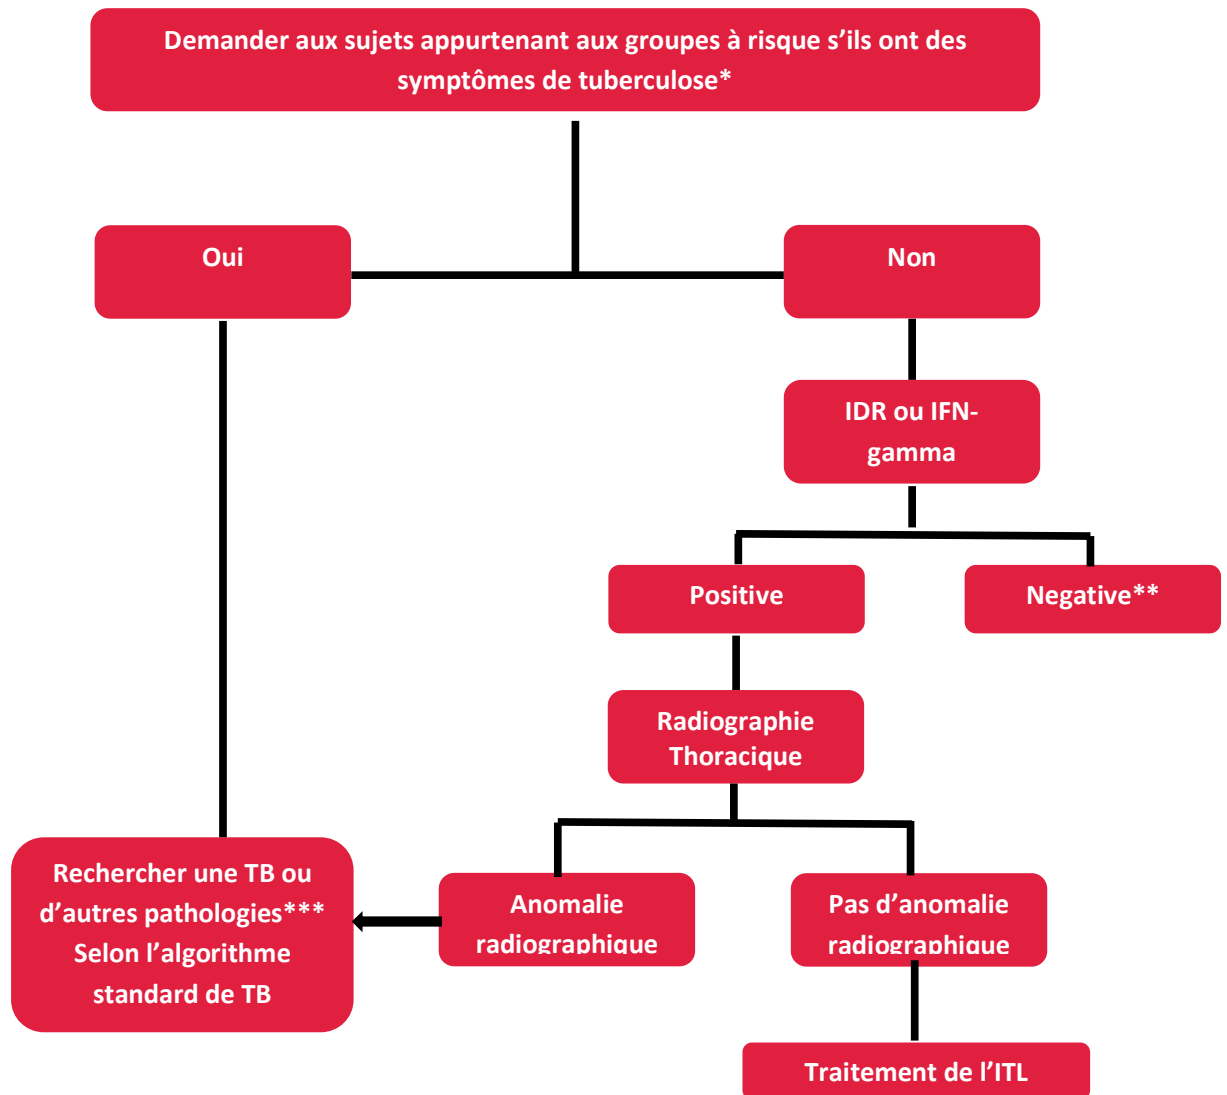 Demander aux sujets appurtenant aux groupes à risque s’ils ont des
symptômes de tuberculose*
Oui
Non
IDR ou IFN-
gamma
Positive
Negative**
Radiographie
Thoracique
Rechercher une TB ou
d’autres pathologies***
Selon l’algorithme
standard de TB
Anomalie
radiographique
Pas d’anomalie
radiographique
Traitement de l’ITL